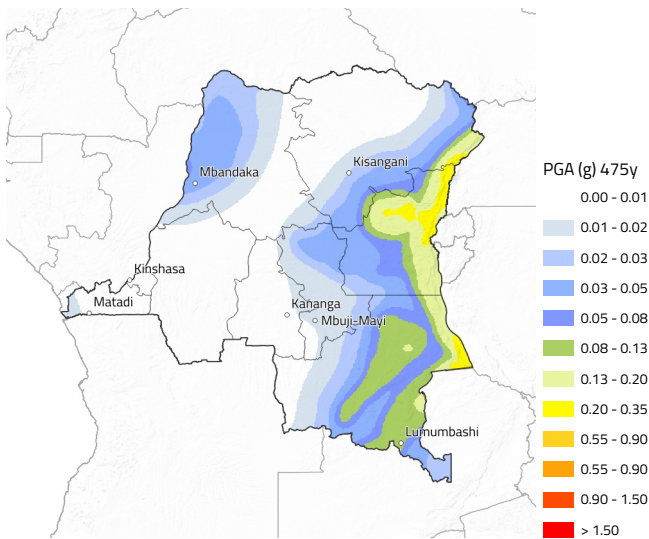 Mbandaka
Kisangani
Kinshasa
Matadi
Kananga
Mbuji-Mayi
Lumumbashi
PGA (g) 475y
0.00 - 0.01
0.01 - 0.02
0.02 - 0.03
0.03 - 0.05
0.05 - 0.08
0.08 - 0.13
0.13 - 0.20
0.20 - 0.35
0.55 - 0.90
0.55 - 0.90
0.90 - 1.50
> 1.50